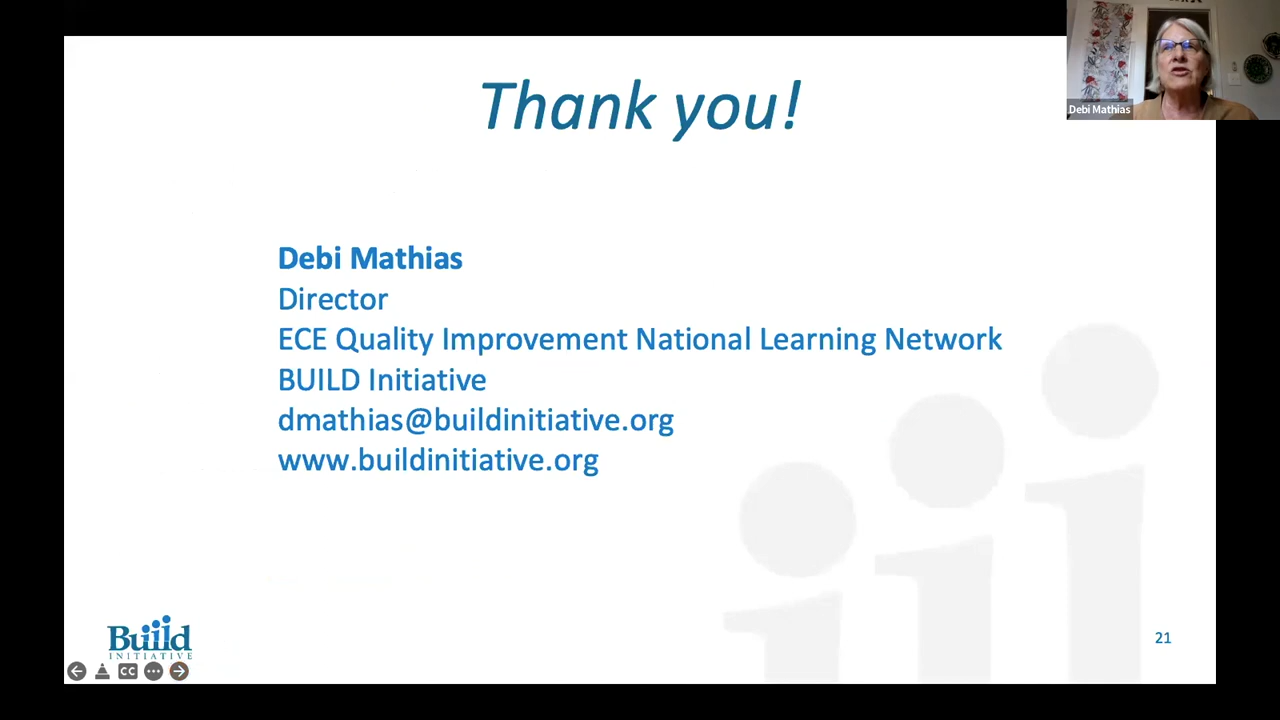 Thank you!
Debi Mathias
Debi Mathias
Director
ECE Quality Improvement National Learning Network
BUILD Initiative
dmathias@buildinitiative.org
www.buildinitiative.org
Build
INITIATIVE
21
CC